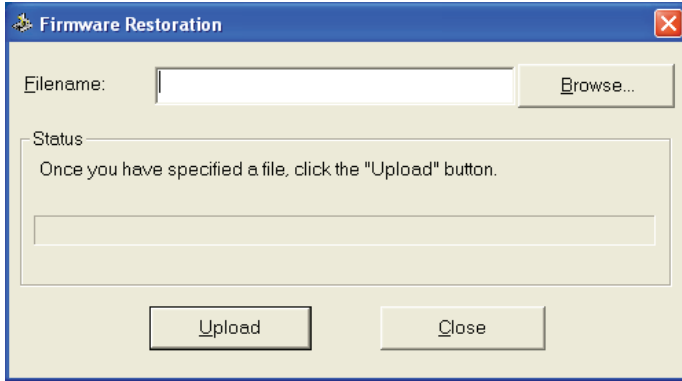 Firmware Restoration
Filename:
Browse...
Status
Once you have specified a file, click the "Upload" button.
Upload
Close